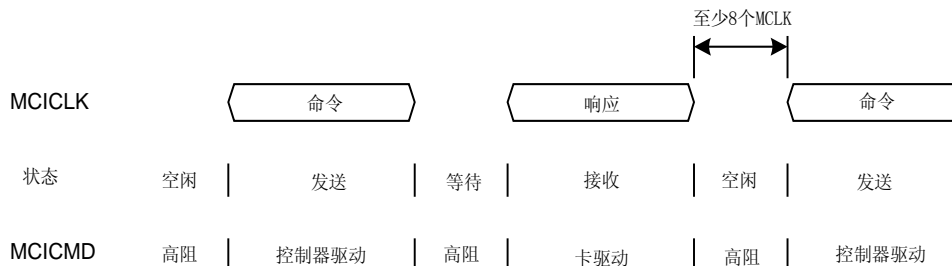 至少8个MCLK
MCICLK 命令 响应 命令
状态 空闲 发送 等待 接收 空闲 发送
MCICMD 高阻 控制器驱动 高阻 卡驱动 高阻 控制器驱动